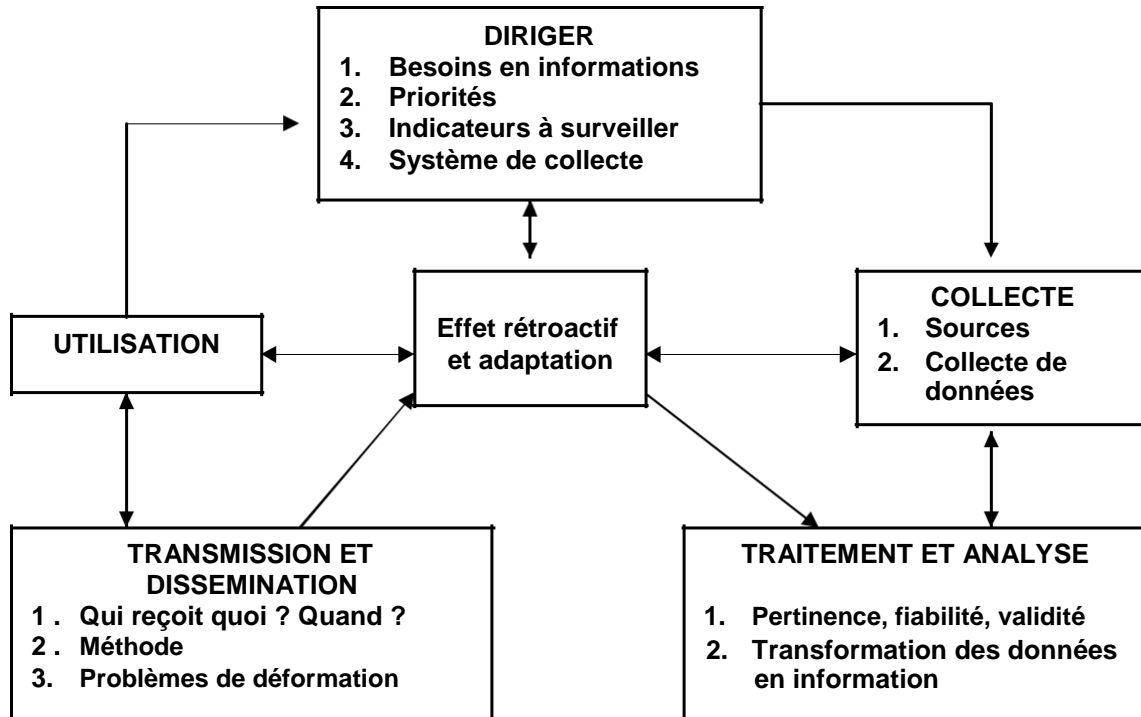 DIRIGER
1. Besoins en informations
2. Priorités
3. Indicateurs à surveiller
4. Système de collecte
UTILISATION
Effet rétroactif
et adaptation
COLLECTE
1. Sources
2. Collecte de
données
TRANSMISSION ET
DISSEMINATION
1 . Qui reçoit quoi ? Quand ?
2 . Méthode
3. Problèmes de déformation
TRAITEMENT ET ANALYSE
1. Pertinence, fiabilité, validité
2. Transformation des données
en information